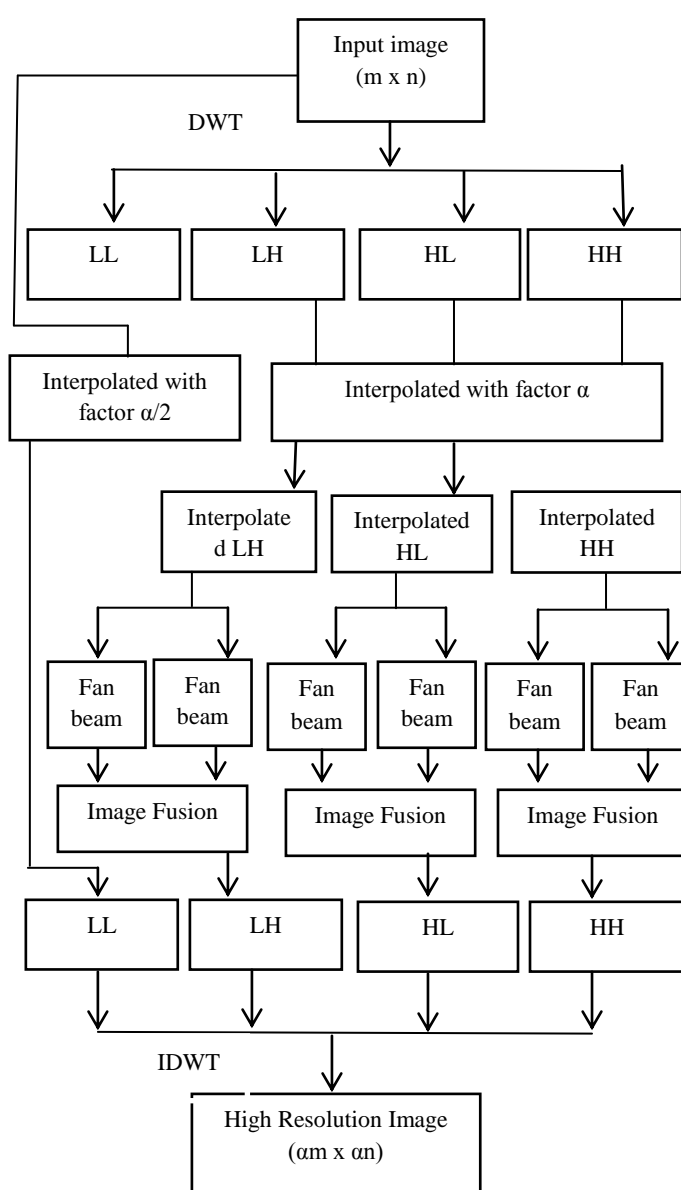 Input image
(m x n)
DWT
LL
LH
HL
HH
Interpolated with
factor α/2
Interpolated with factor α
Interpolate
d LH
Interpolated
HL
Interpolated
HH
Fan
beam
Fan
beam
Fan
beam
Fan
beam
Fan
beam
Fan
beam
Image Fusion
Image Fusion
Image Fusion
LL
LH
HL
HH
IDWT
High Resolution Image
(αm x αn)